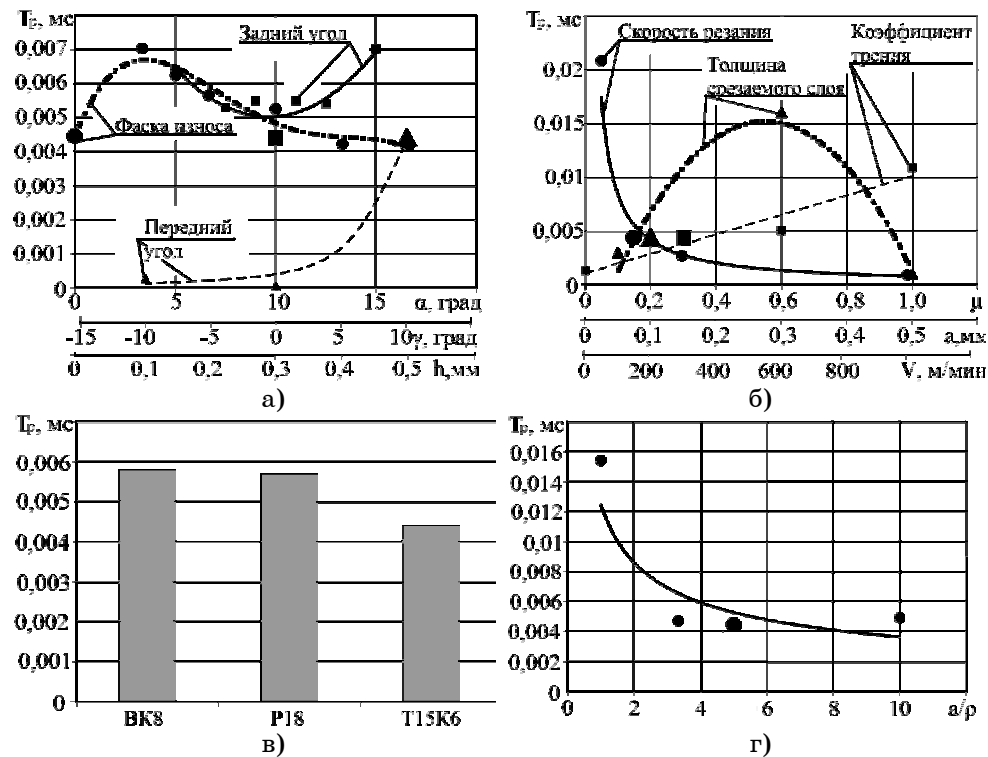 Tр, мс
0,007
0,006
0,005
0,004
0,003
0,002
0,001
0
Задний угол
Фаска износа
Передний
угол
0 5 10 15 α, град
-15 -10 -5 0 5 10 γ, град
0 0,1 0,2 0,3 0,4 0,5 h,мм
а)
Tр, мс
0,02
0,015
0,01
0,005
0
Скорость резания
Коэффициент
трения
Толщина
срезаемого слоя
0 0,2 0,4 0,6 0,8 1,0 μ
0 0,1 0,2 0,3 0,4 0,5 a,мм
0 200 400 600 800 V, м/мин
б)
Tр, мс
0,006
0,005
0,004
0,003
0,002
0,001
0
ВК8 Р18 Т15К6
в)
Tр, мс
0,016
0,014
0,012
0,01
0,008
0,006
0,004
0,002
0
0 2 4 6 8 10 a/ρ
г)